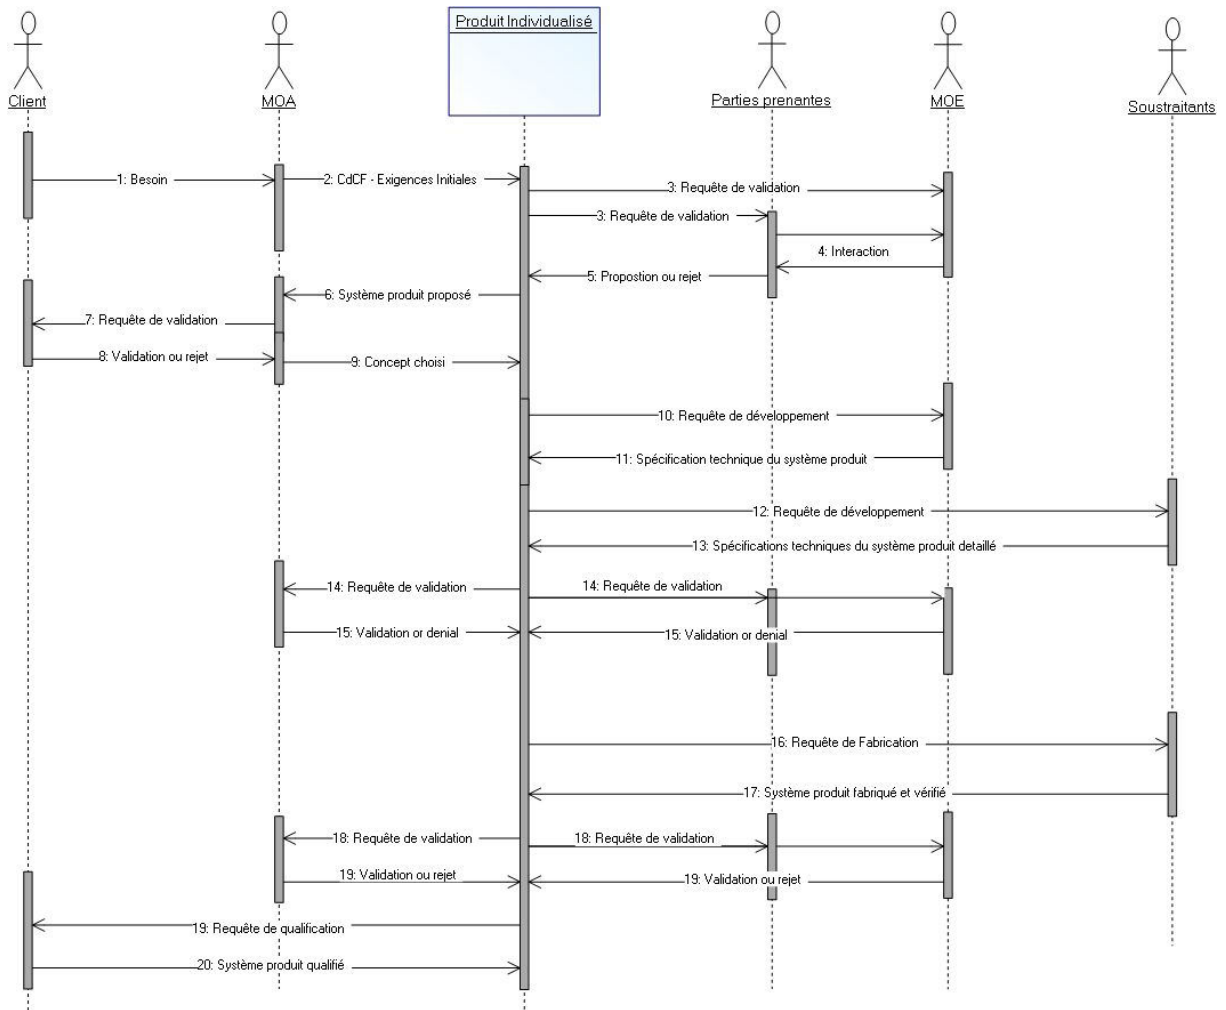 Produit Individualisé
Client
MOA
Parties prenantes
MOE
Soustraitants
1: Besoin
2: CdCF - Exigences Initiales
3: Requête de validation
3: Requête de validation
4: Interaction
5: Propostion ou rejet
6: Système produit proposé
7: Requête de validation
8: Validation ou rejet
9: Concept choisi
10: Requête de développement
11: Spécification technique du système produit
12: Requête de développement
13: Spécifications techniques du système produit detaillé
14: Requête de validation
14: Requête de validation
15: Validation or denial
15: Validation or denial
16: Requête de Fabrication
17: Système produit fabriqué et vérifié
18: Requête de validation
18: Requête de validation
19: Validation ou rejet
19: Validation ou rejet
19: Requête de qualification
20: Système produit qualifié